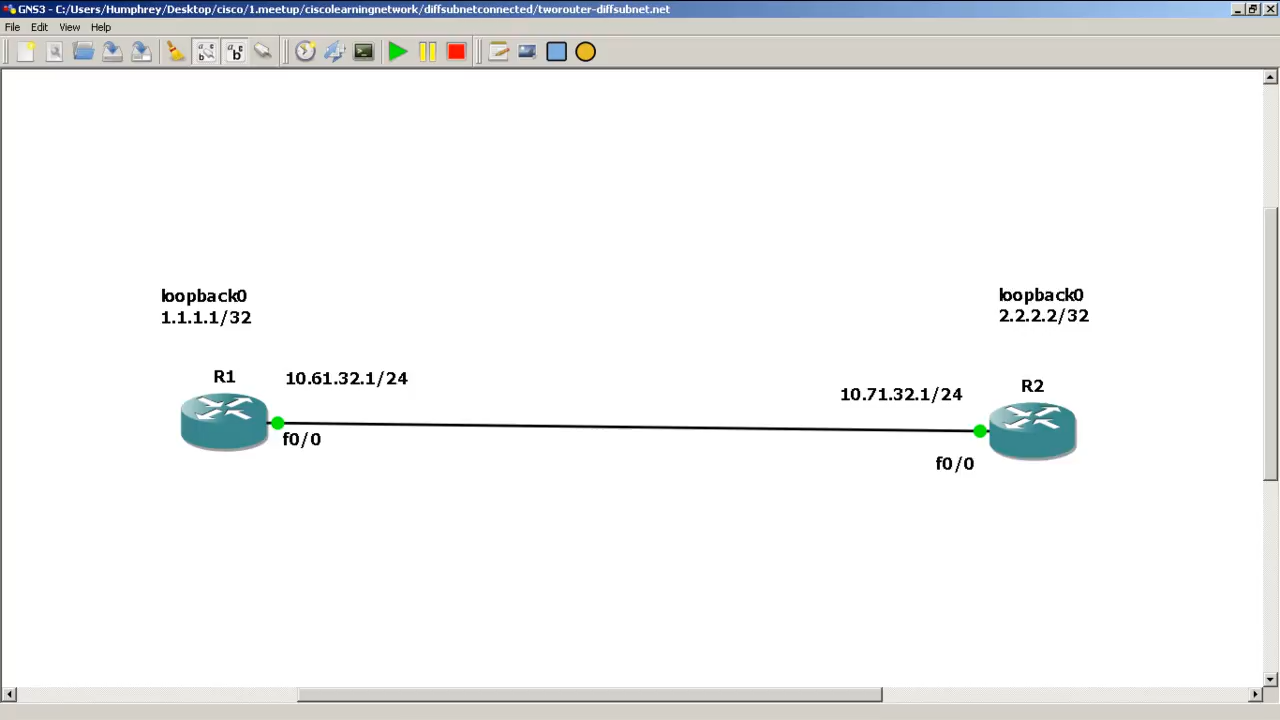 GNS3 - C:/Users/Humphrey/Desktop/cisco/1.meetup/ciscolearningnetwork/diffsubnetconnected/tworouter-diffsubnet.net
File Edit View Help
loopback0
1.1.1.1/32
loopback0
2.2.2.2/32
R1
10.61.32.1/24
10.71.32.1/24
R2
f0/0
f0/0